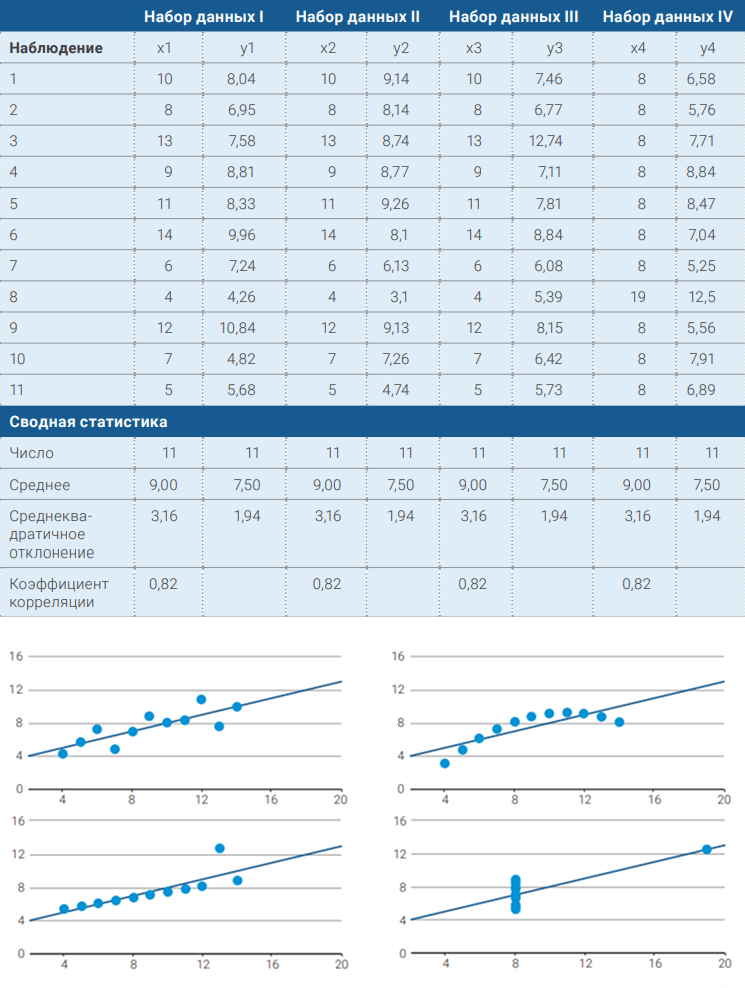 Набор данных I Набор данных II Набор данных III Набор данных IV
Наблюдение x1 y1 x2 y2 x3 y3 x4 y4
1 10 8,04 10 9,14 10 7,46 8 6,58
2 8 6,95 8 8,14 8 6,77 8 5,76
3 13 7,58 13 8,74 13 12,74 8 7,71
4 9 8,81 9 8,77 9 7,11 8 8,84
5 11 8,33 11 9,26 11 7,81 8 8,47
6 14 9,96 14 8,1 14 8,84 8 7,04
7 6 7,24 6 6,13 6 6,08 8 5,25
8 4 4,26 4 3,1 4 5,39 19 12,5
9 12 10,84 12 9,13 12 8,15 8 5,56
10 7 4,82 7 7,26 7 6,42 8 7,91
11 5 5,68 5 4,74 5 5,73 8 6,89
Сводная статистика
Число 11 11 11 11 11 11 11 11
Среднее 9,00 7,50 9,00 7,50 9,00 7,50 9,00 7,50
Среднеква- 3,16 1,94 3,16 1,94 3,16 1,94 3,16 1,94
дратичное
отклонение
Коэффициент 0,82 0,82 0,82 0,82
корреляции
16
12
8
4
0
4 8 12 16 20
16
12
8
4
0
4 8 12 16 20
16
12
8
4
0
4 8 12 16 20
16
12
8
4
0
4 8 12 16 20